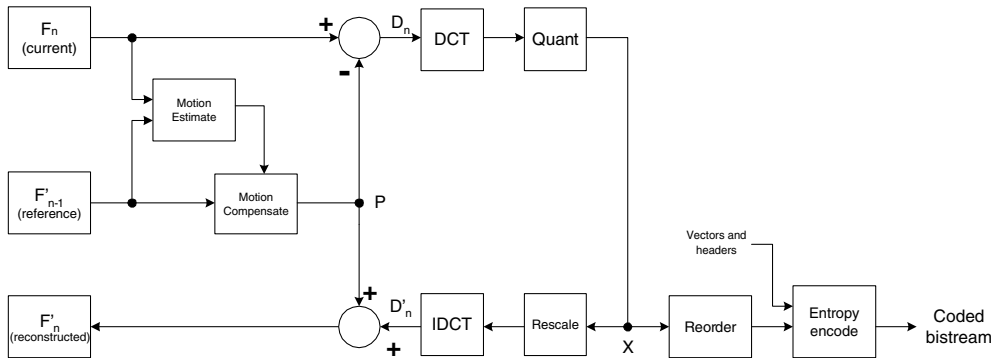 Fn
(current)
+
Dn
DCT
Quant
-
Motion
Estimate
F'n-1
(reference)
Motion
Compensate
P
Vectors and
headers
F'n
(reconstructed)
+
+
D'n
IDCT
Rescale
X
Reorder
Entropy
encode
Coded
bistream